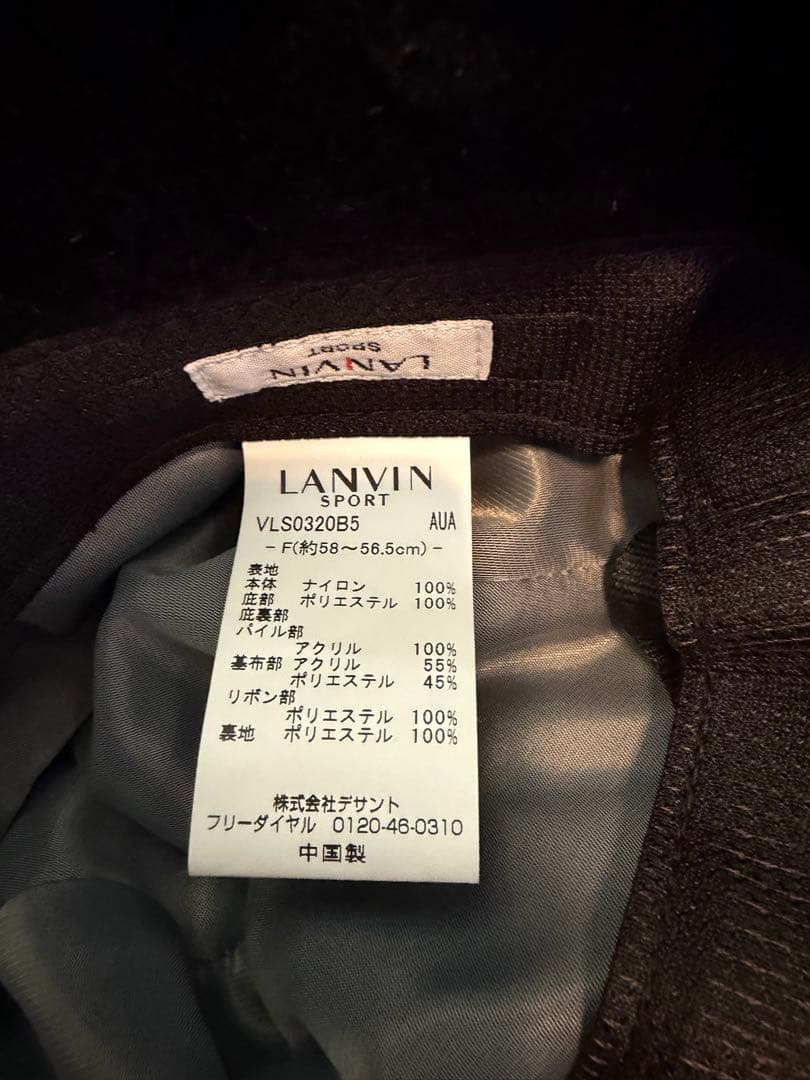 LANVIN
SPORT
LANVIN
SPORT
VLS0320B5 AUA
- F(約58～56.5cm) -
表地
本体 ナイロン 100%
庇部 ポリエステル 100%
庇裏部
パイル部
アクリル 100%
基布部 アクリル 55%
ポリエステル 45%
リボン部
ポリエステル 100%
裏地 ポリエステル 100%
株式会社デサント
フリーダイヤル 0120-46-0310
中国製